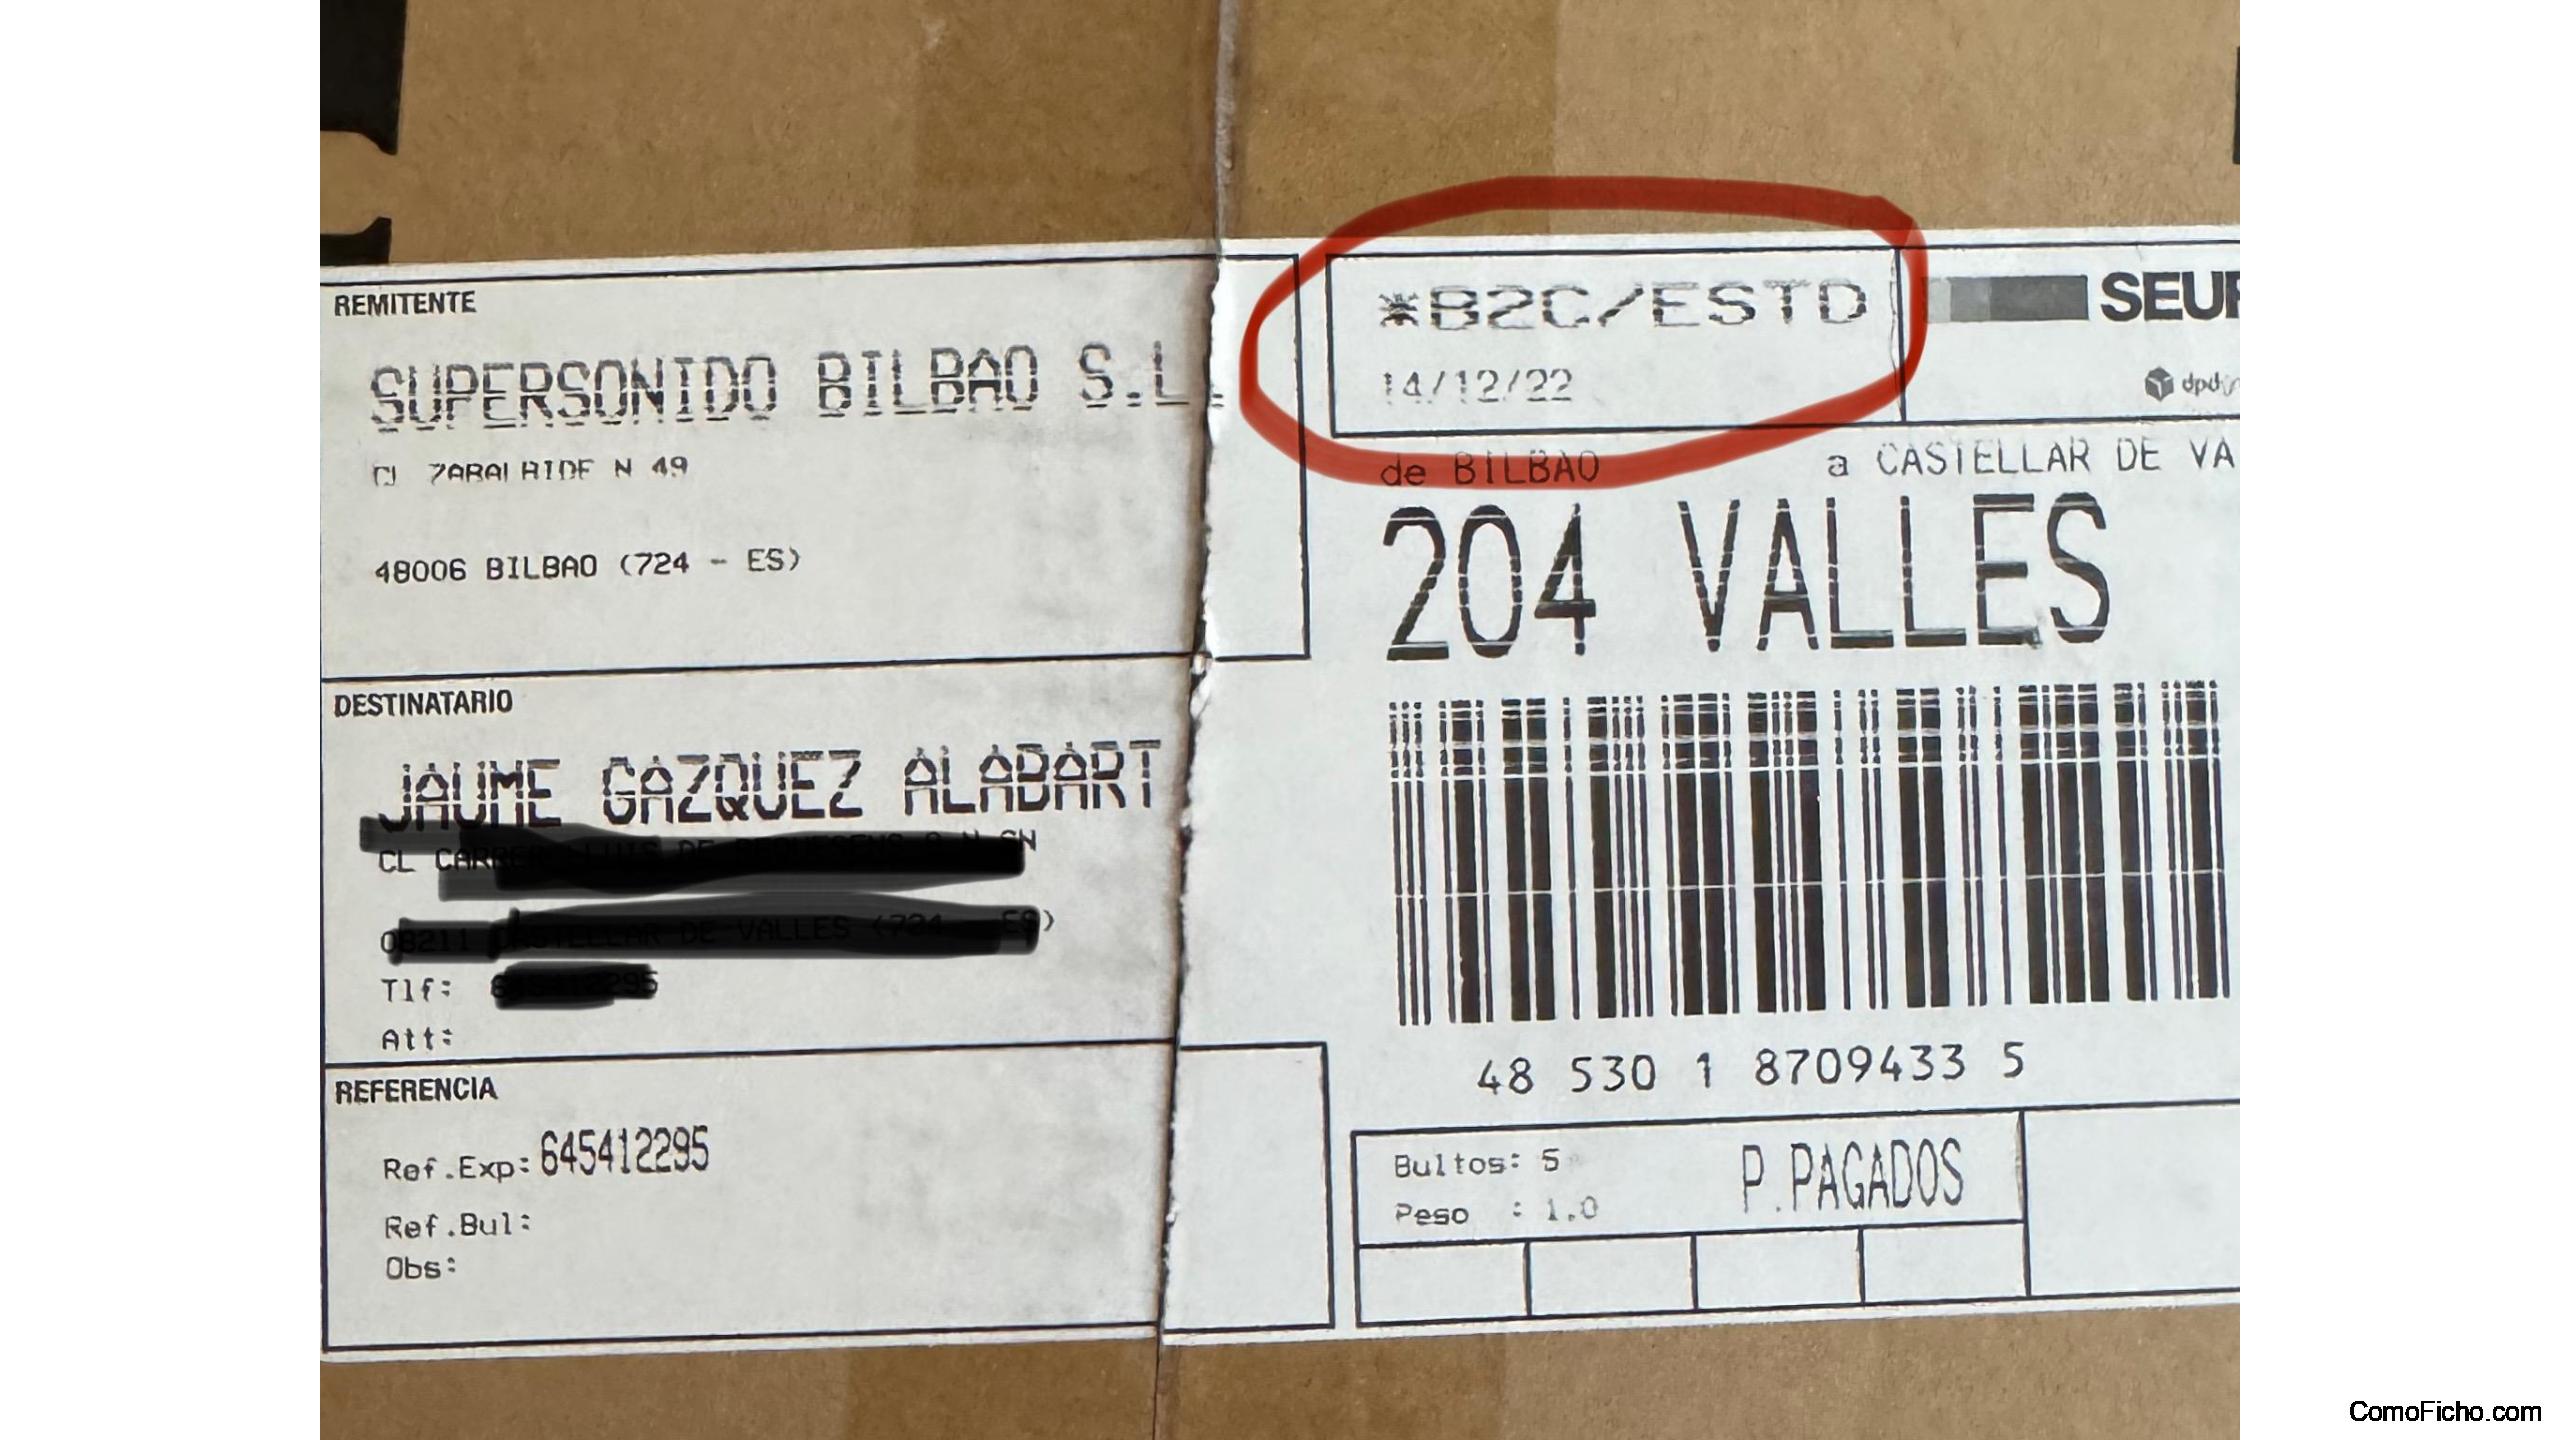 REMITENTE
SUPERSONIDO BILBAO S.L.
CL ZABALBIDE N 49
48006 BILBAO (724 - ES)
DESTINATARIO
JAUME GAZQUEZ ALABART
CL
Tlf:
Att:
REFERENCIA
Ref.Exp: 645412295
Ref.Bul:
Obs:
*B2C/ESTD
14/12/22
SEUR
dpd
de BILBAO a CASTELLAR DE VA
204 VALLES
48 530 1 8709433 5
Bultos: 5
Peso : 1.0
P.PAGADOS
ComoFicho.com